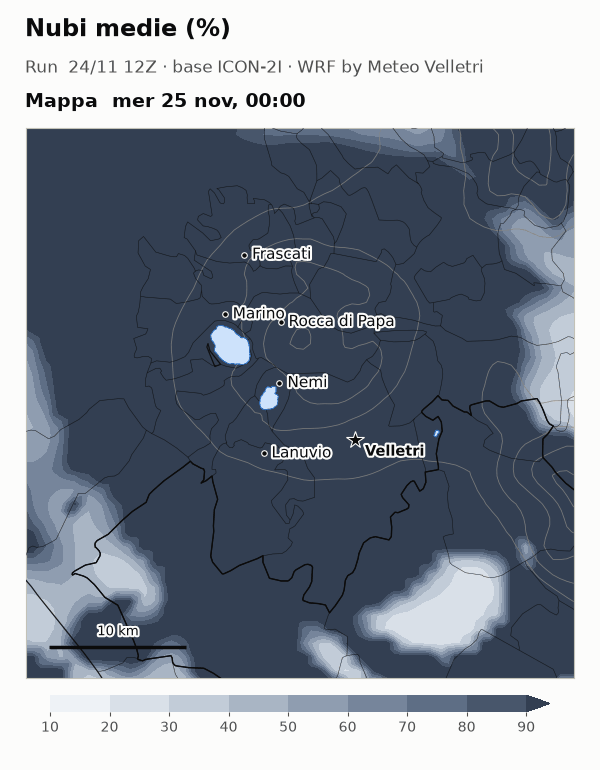 Nubi medie (%)
Run  24/11 12Z · base ICON-2I · WRF by Meteo Velletri
Mappa  mer 25 nov, 00:00
Frascati
Marino
Rocca di Papa
Nemi
Velletri
Lanuvio
10 km
10 20 30 40 50 60 70 80 90